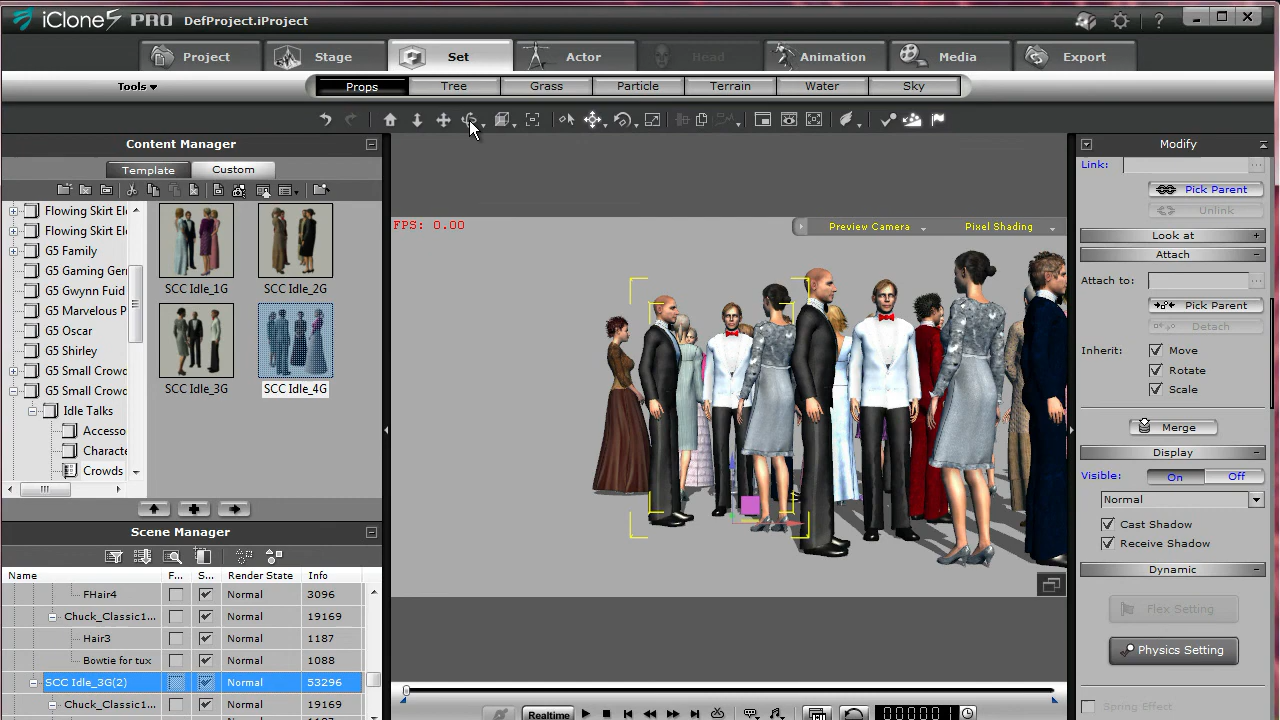 iClone5 PRO DefProject.iProject
Project Stage Set Actor Head Animation Media Export
Tools Props Tree Grass Particle Terrain Water Sky
Content Manager
Template Custom
Flowing Skirt El
Flowing Skirt El
G5 Family
G5 Gaming Ger
G5 Gwynn Fuid
G5 Marvelous P
G5 Oscar
G5 Shirley
G5 Small Crowd
G5 Small Crowd
Idle Talks
Accesso
Characte
Crowds
SCC Idle_1G SCC Idle_2G
SCC Idle_3G SCC Idle_4G
Scene Manager
Name F... S... Render State Info
FHair4 Normal 3096
Chuck_Classic1... Normal 19169
Hair3 Normal 1187
Bowtie for tux Normal 1088
SCC Idle_3G(2) Normal 53296
Chuck_Classic1... Normal 19169
FPS: 0.00
Preview Camera Pixel Shading
Realtime
000001
Modify
Link:
Pick Parent
Unlink
Look at
Attach
Attach to:
Pick Parent
Detach
Inherit: Move
Rotate
Scale
Merge
Display
Visible: On Off
Normal
Cast Shadow
Receive Shadow
Dynamic
Flex Setting
Physics Setting
Spring Effect